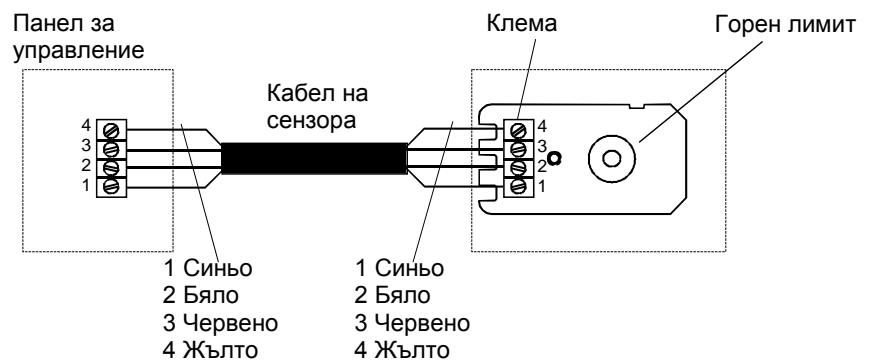 Панел за
управление
Клема
Горен лимит
Кабел на
сензора
4
3
2
1
4
3
2
1
1 Синьо
2 Бяло
3 Червено
4 Жълто
1 Синьо
2 Бяло
3 Червено
4 Жълто